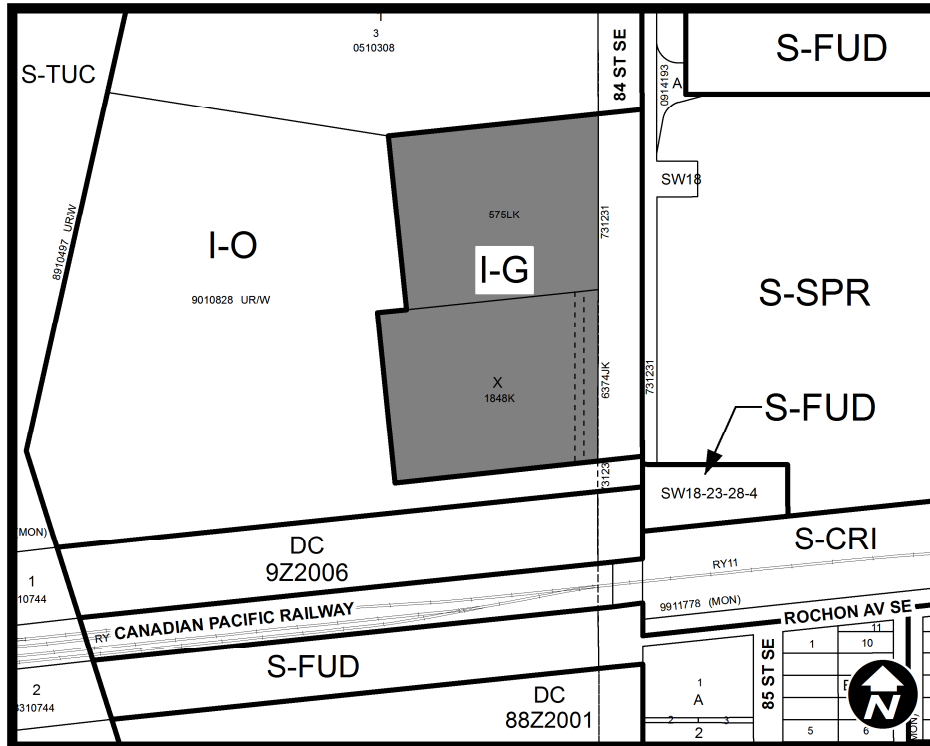 3
0510308
S-TUC
84 ST SE
0914193
A
S-FUD
SW18
575LK
731231
8910497 UR/W
I-O
I-G
9010828 UR/W
S-SPR
X
1848K
6374JK
731231
S-FUD
SW18-23-28-4
(MON)
DC
9Z2006
S-CRI
RY11
1
10744
9911778 (MON)
ROCHON AV SE
RY
CANADIAN PACIFIC RAILWAY
S-FUD
2
3310744
DC
88Z2001
1
A
2
3
2
85 ST SE
1
11
10
5
6
N